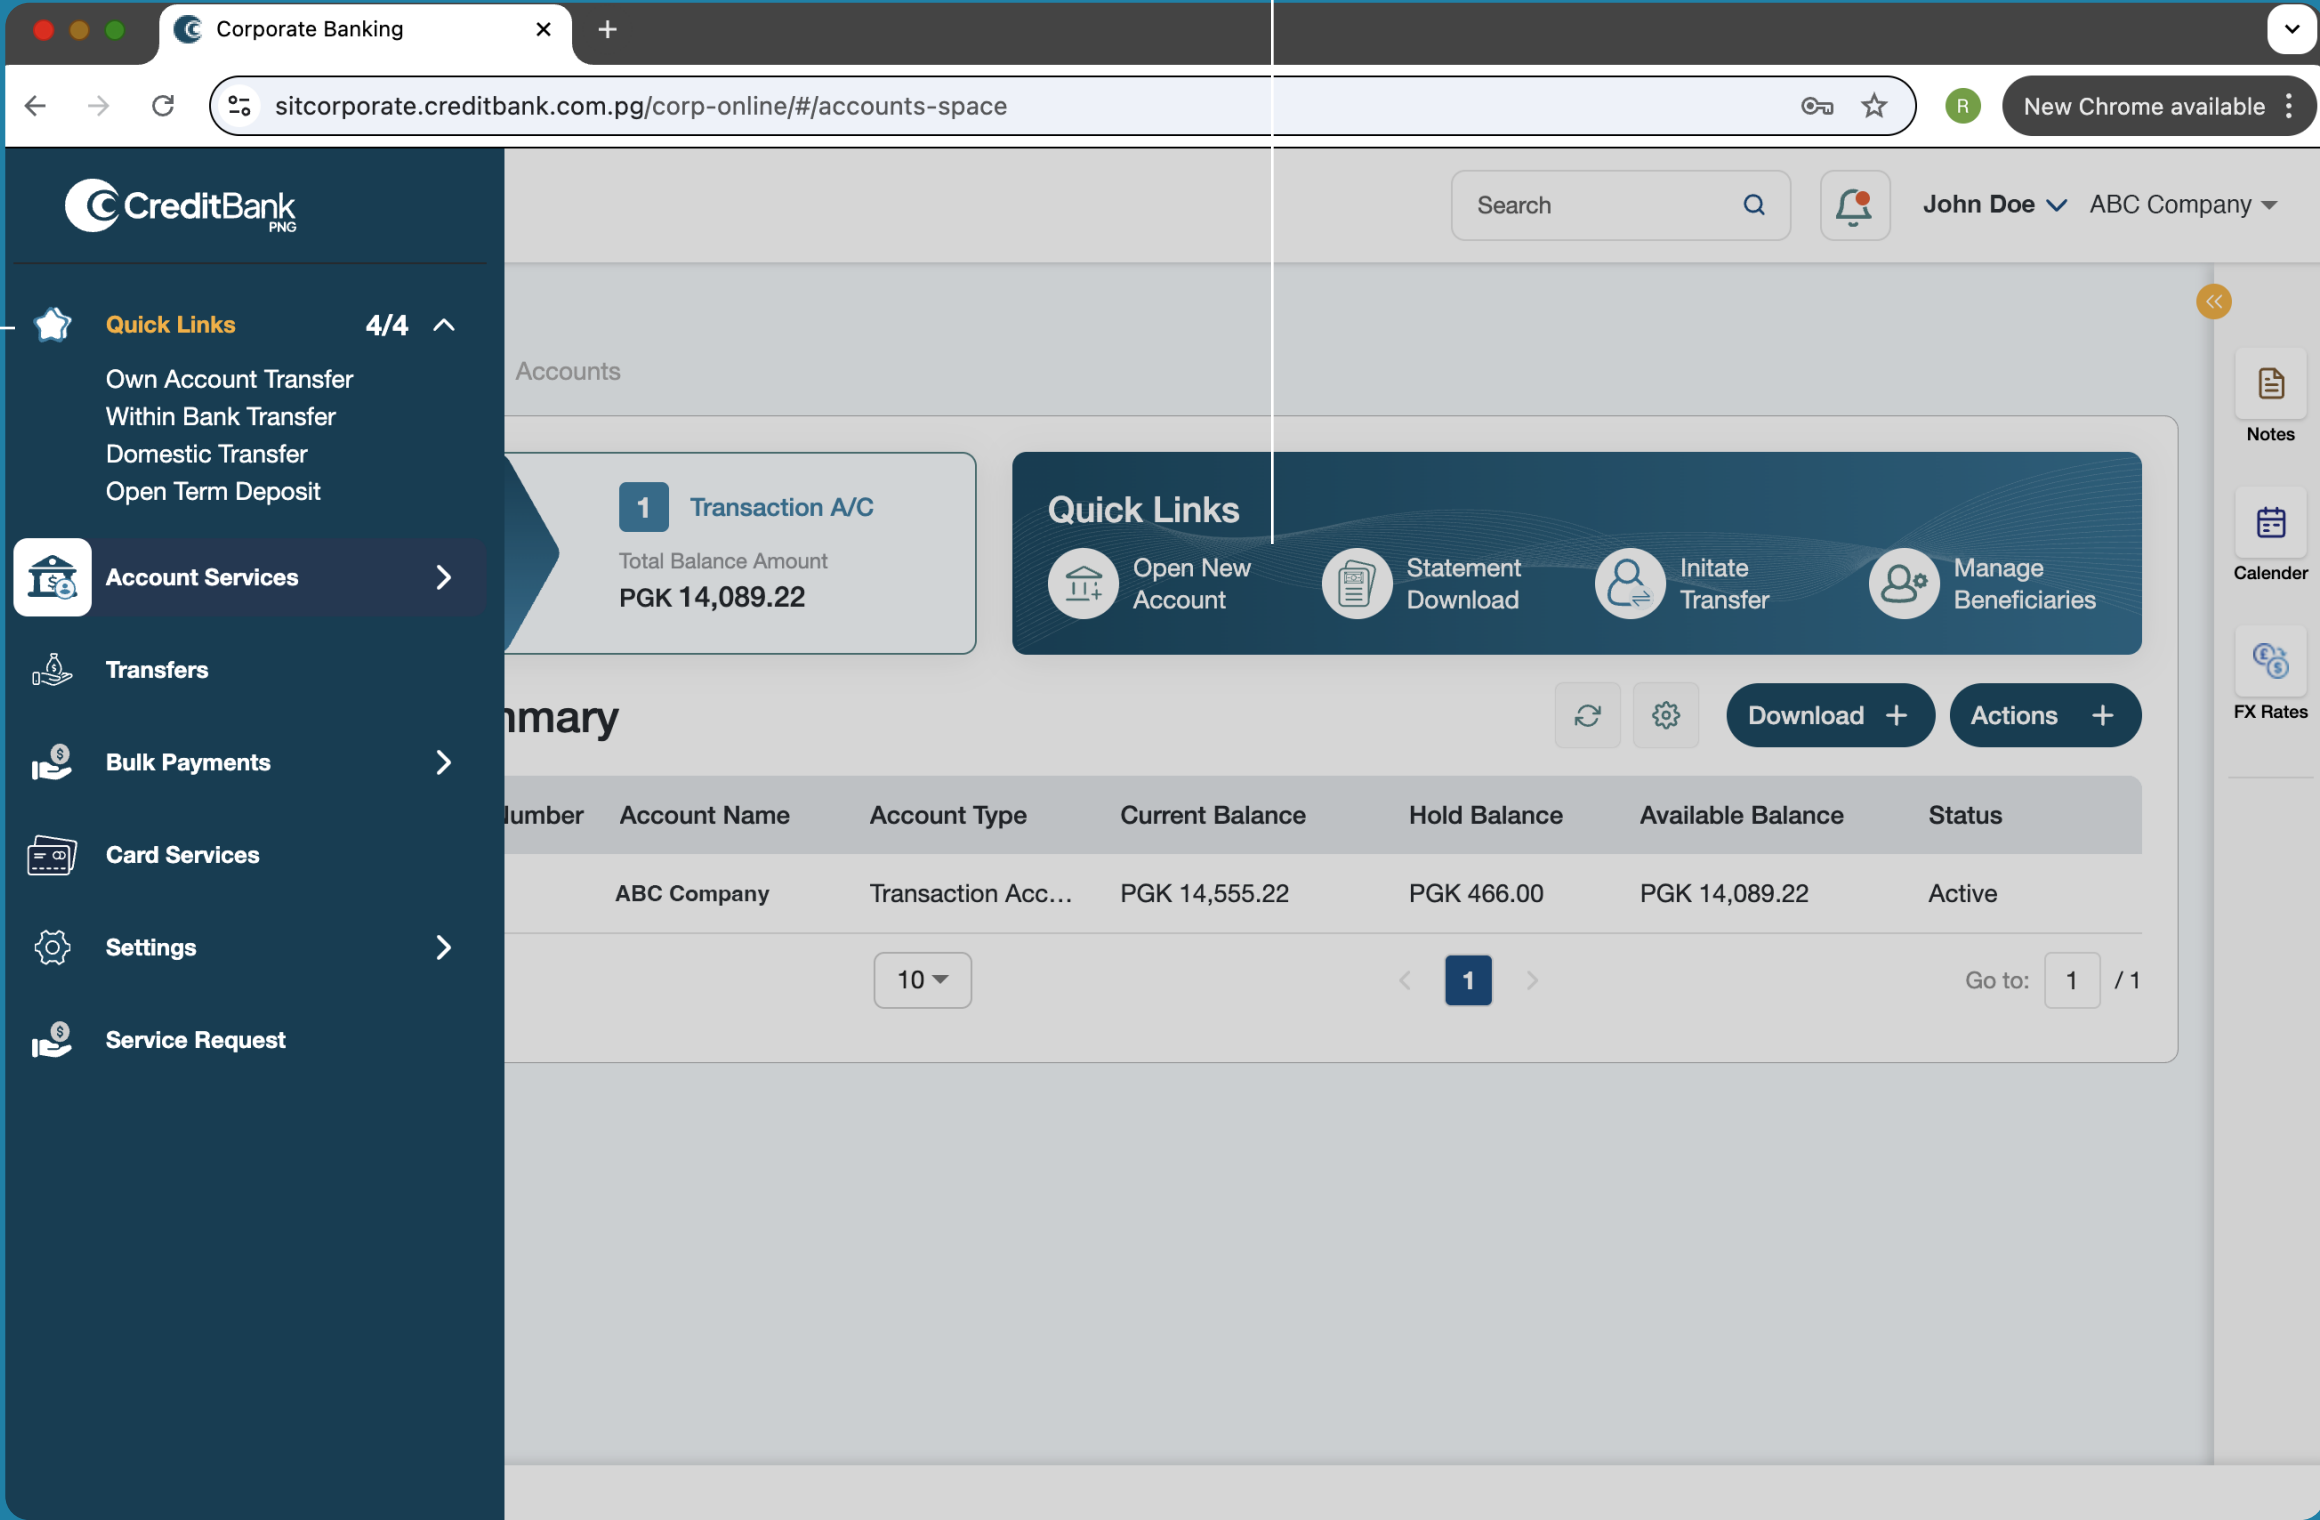 Corporate Banking
sitcorporate.creditbank.com.pg/corp-online/#/accounts-space
R
New Chrome available
CreditBank
PNG
Search
John Doe
ABC Company
Quick Links 4/4
Own Account Transfer
Within Bank Transfer
Domestic Transfer
Open Term Deposit
Account Services
Transfers
Bulk Payments
Card Services
Settings
Service Request
Accounts
1 Transaction A/C
Total Balance Amount
PGK 14,089.22
Quick Links
Open New
Account
Statement
Download
Initate
Transfer
Manage
Beneficiaries
mmary
Download +
Actions +
umber Account Name Account Type Current Balance Hold Balance Available Balance Status
ABC Company Transaction Acc... PGK 14,555.22 PGK 466.00 PGK 14,089.22 Active
10
1
Go to: 1 / 1
Notes
Calender
FX Rates